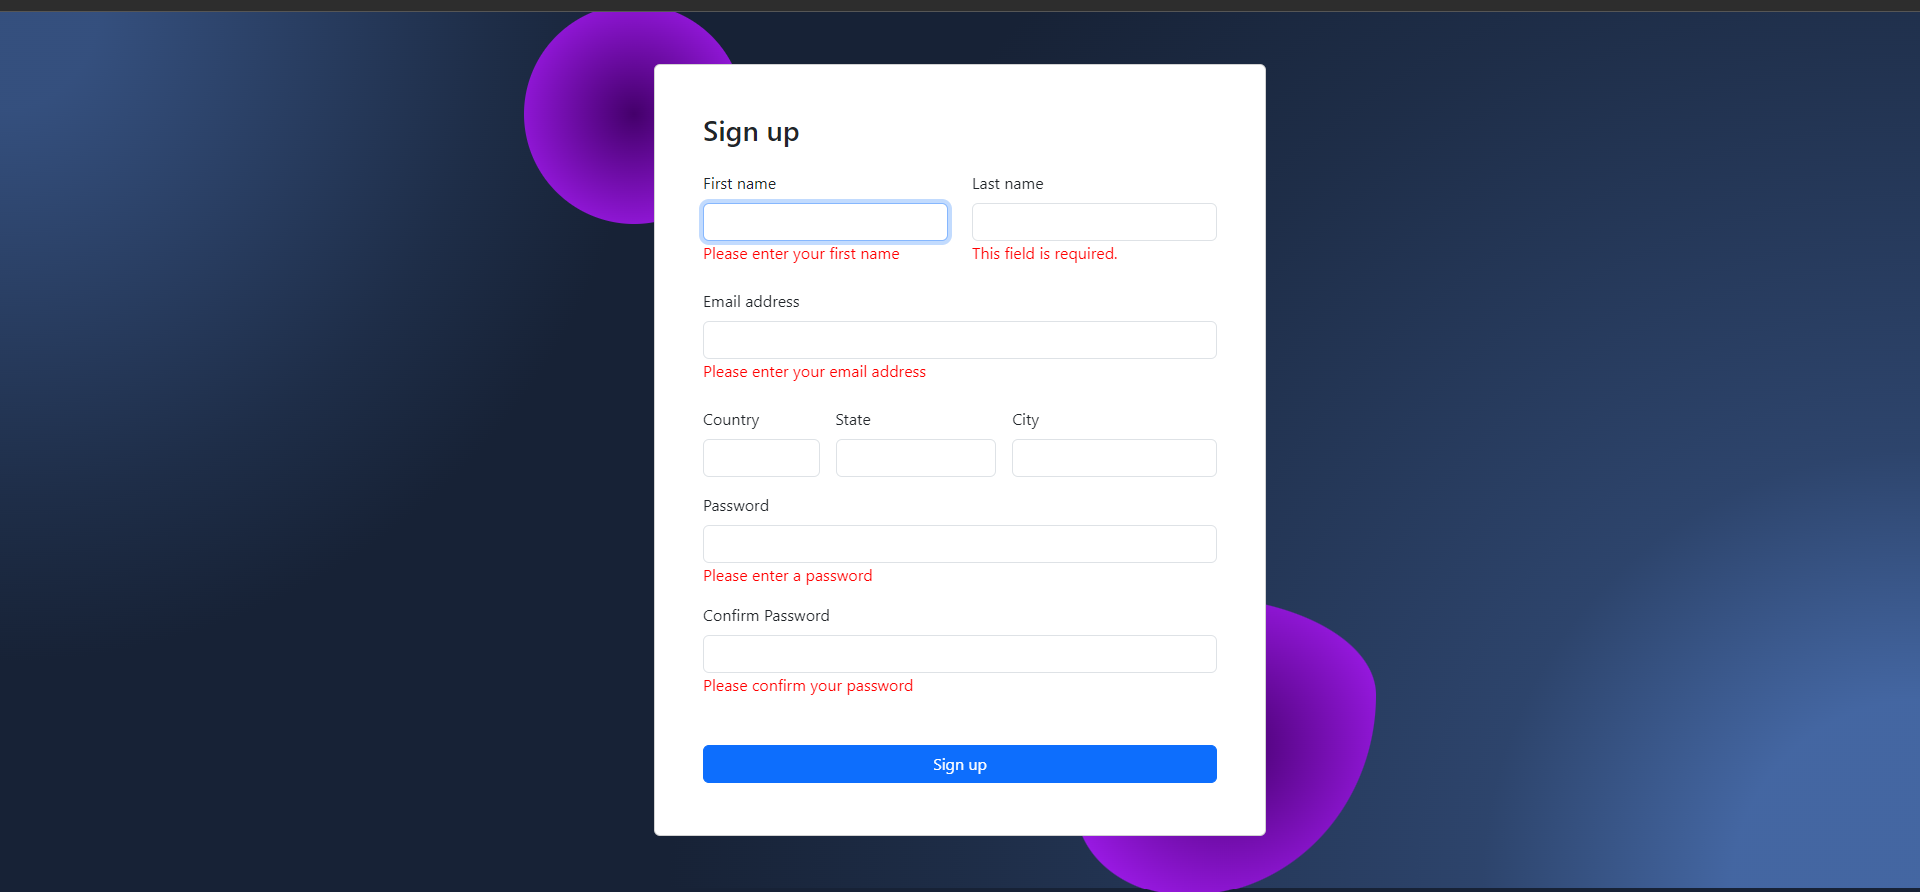 Sign up
First name
Last name
Please enter your first name
This field is required.
Email address
Please enter your email address
Country
State
City
Password
Please enter a password
Confirm Password
Please confirm your password
Sign up